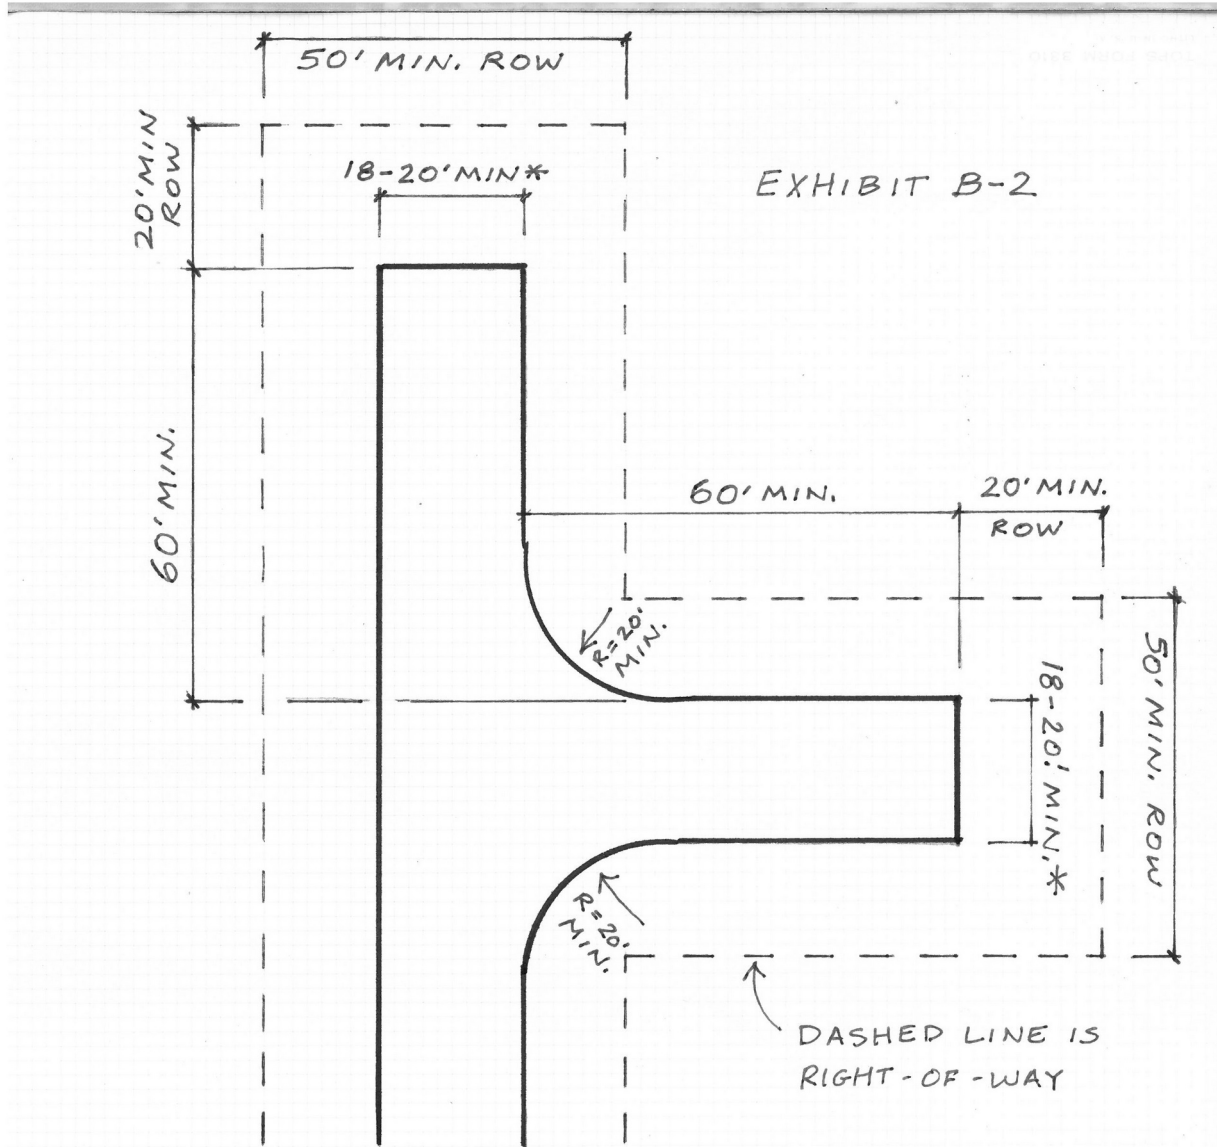 50' MIN. ROW
20' MIN
ROW
18-20' MIN*
EXHIBIT B-2
60' MIN.
60' MIN.
20' MIN.
ROW
R=20'
MIN.
18-20' MIN.*
50' MIN. ROW
R=20'
MIN.
DASHED LINE IS
RIGHT-OF-WAY